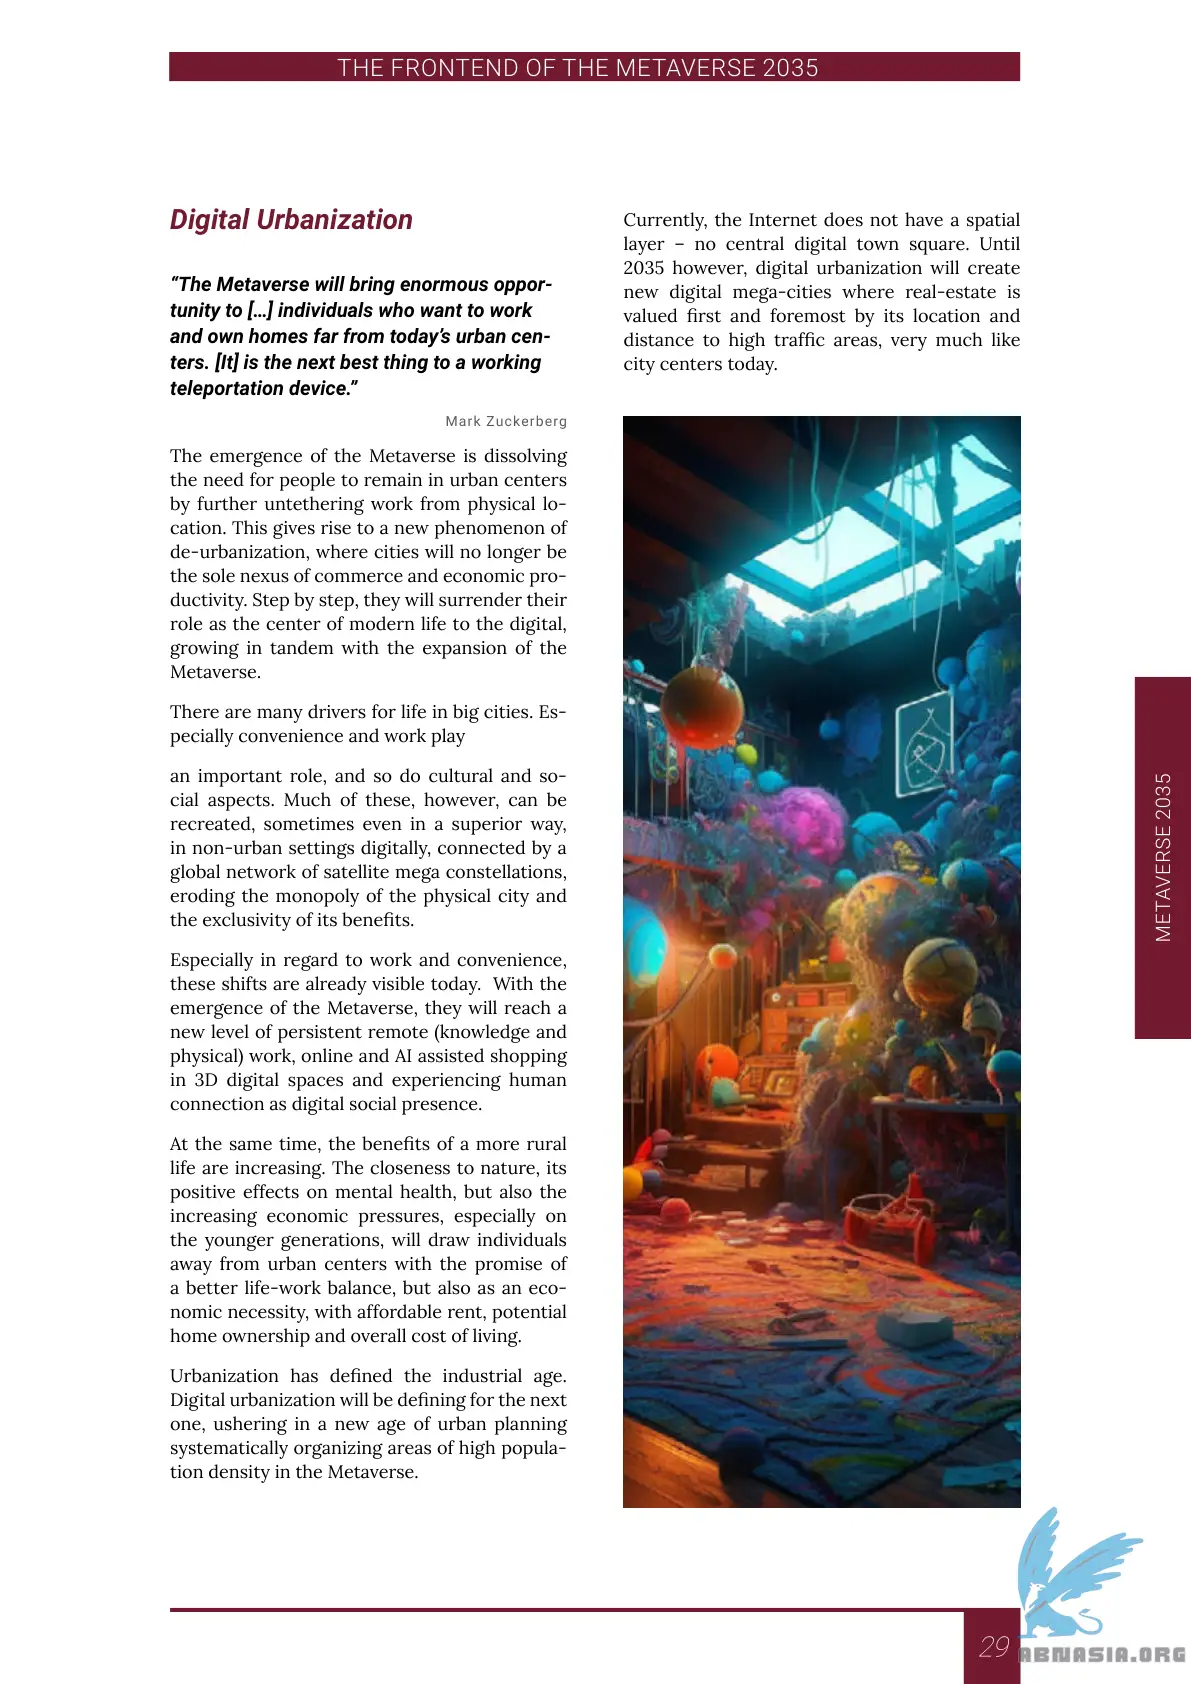 THE FRONTEND OF THE METAVERSE 2035
Digital Urbanization
“The Metaverse will bring enormous oppor-
tunity to […] individuals who want to work
and own homes far from today’s urban cen-
ters. [It] is the next best thing to a working
teleportation device.”
Mark Zuckerberg
The emergence of the Metaverse is dissolving
the need for people to remain in urban centers
by further untethering work from physical lo-
cation. This gives rise to a new phenomenon of
de-urbanization, where cities will no longer be
the sole nexus of commerce and economic pro-
ductivity. Step by step, they will surrender their
role as the center of modern life to the digital,
growing in tandem with the expansion of the
Metaverse.
There are many drivers for life in big cities. Es-
pecially convenience and work play
an important role, and so do cultural and so-
cial aspects. Much of these, however, can be
recreated, sometimes even in a superior way,
in non-urban settings digitally, connected by a
global network of satellite mega constellations,
eroding the monopoly of the physical city and
the exclusivity of its benefits.
Especially in regard to work and convenience,
these shifts are already visible today. With the
emergence of the Metaverse, they will reach a
new level of persistent remote (knowledge and
physical) work, online and AI assisted shopping
in 3D digital spaces and experiencing human
connection as digital social presence.
At the same time, the benefits of a more rural
life are increasing. The closeness to nature, its
positive effects on mental health, but also the
increasing economic pressures, especially on
the younger generations, will draw individuals
away from urban centers with the promise of
a better life-work balance, but also as an eco-
nomic necessity, with affordable rent, potential
home ownership and overall cost of living.
Urbanization has defined the industrial age.
Digital urbanization will be defining for the next
one, ushering in a new age of urban planning
systematically organizing areas of high popula-
tion density in the Metaverse.
Currently, the Internet does not have a spatial
layer – no central digital town square. Until
2035 however, digital urbanization will create
new digital mega-cities where real-estate is
valued first and foremost by its location and
distance to high traffic areas, very much like
city centers today.
METAVERSE 2035
29
ABNASIA.ORG